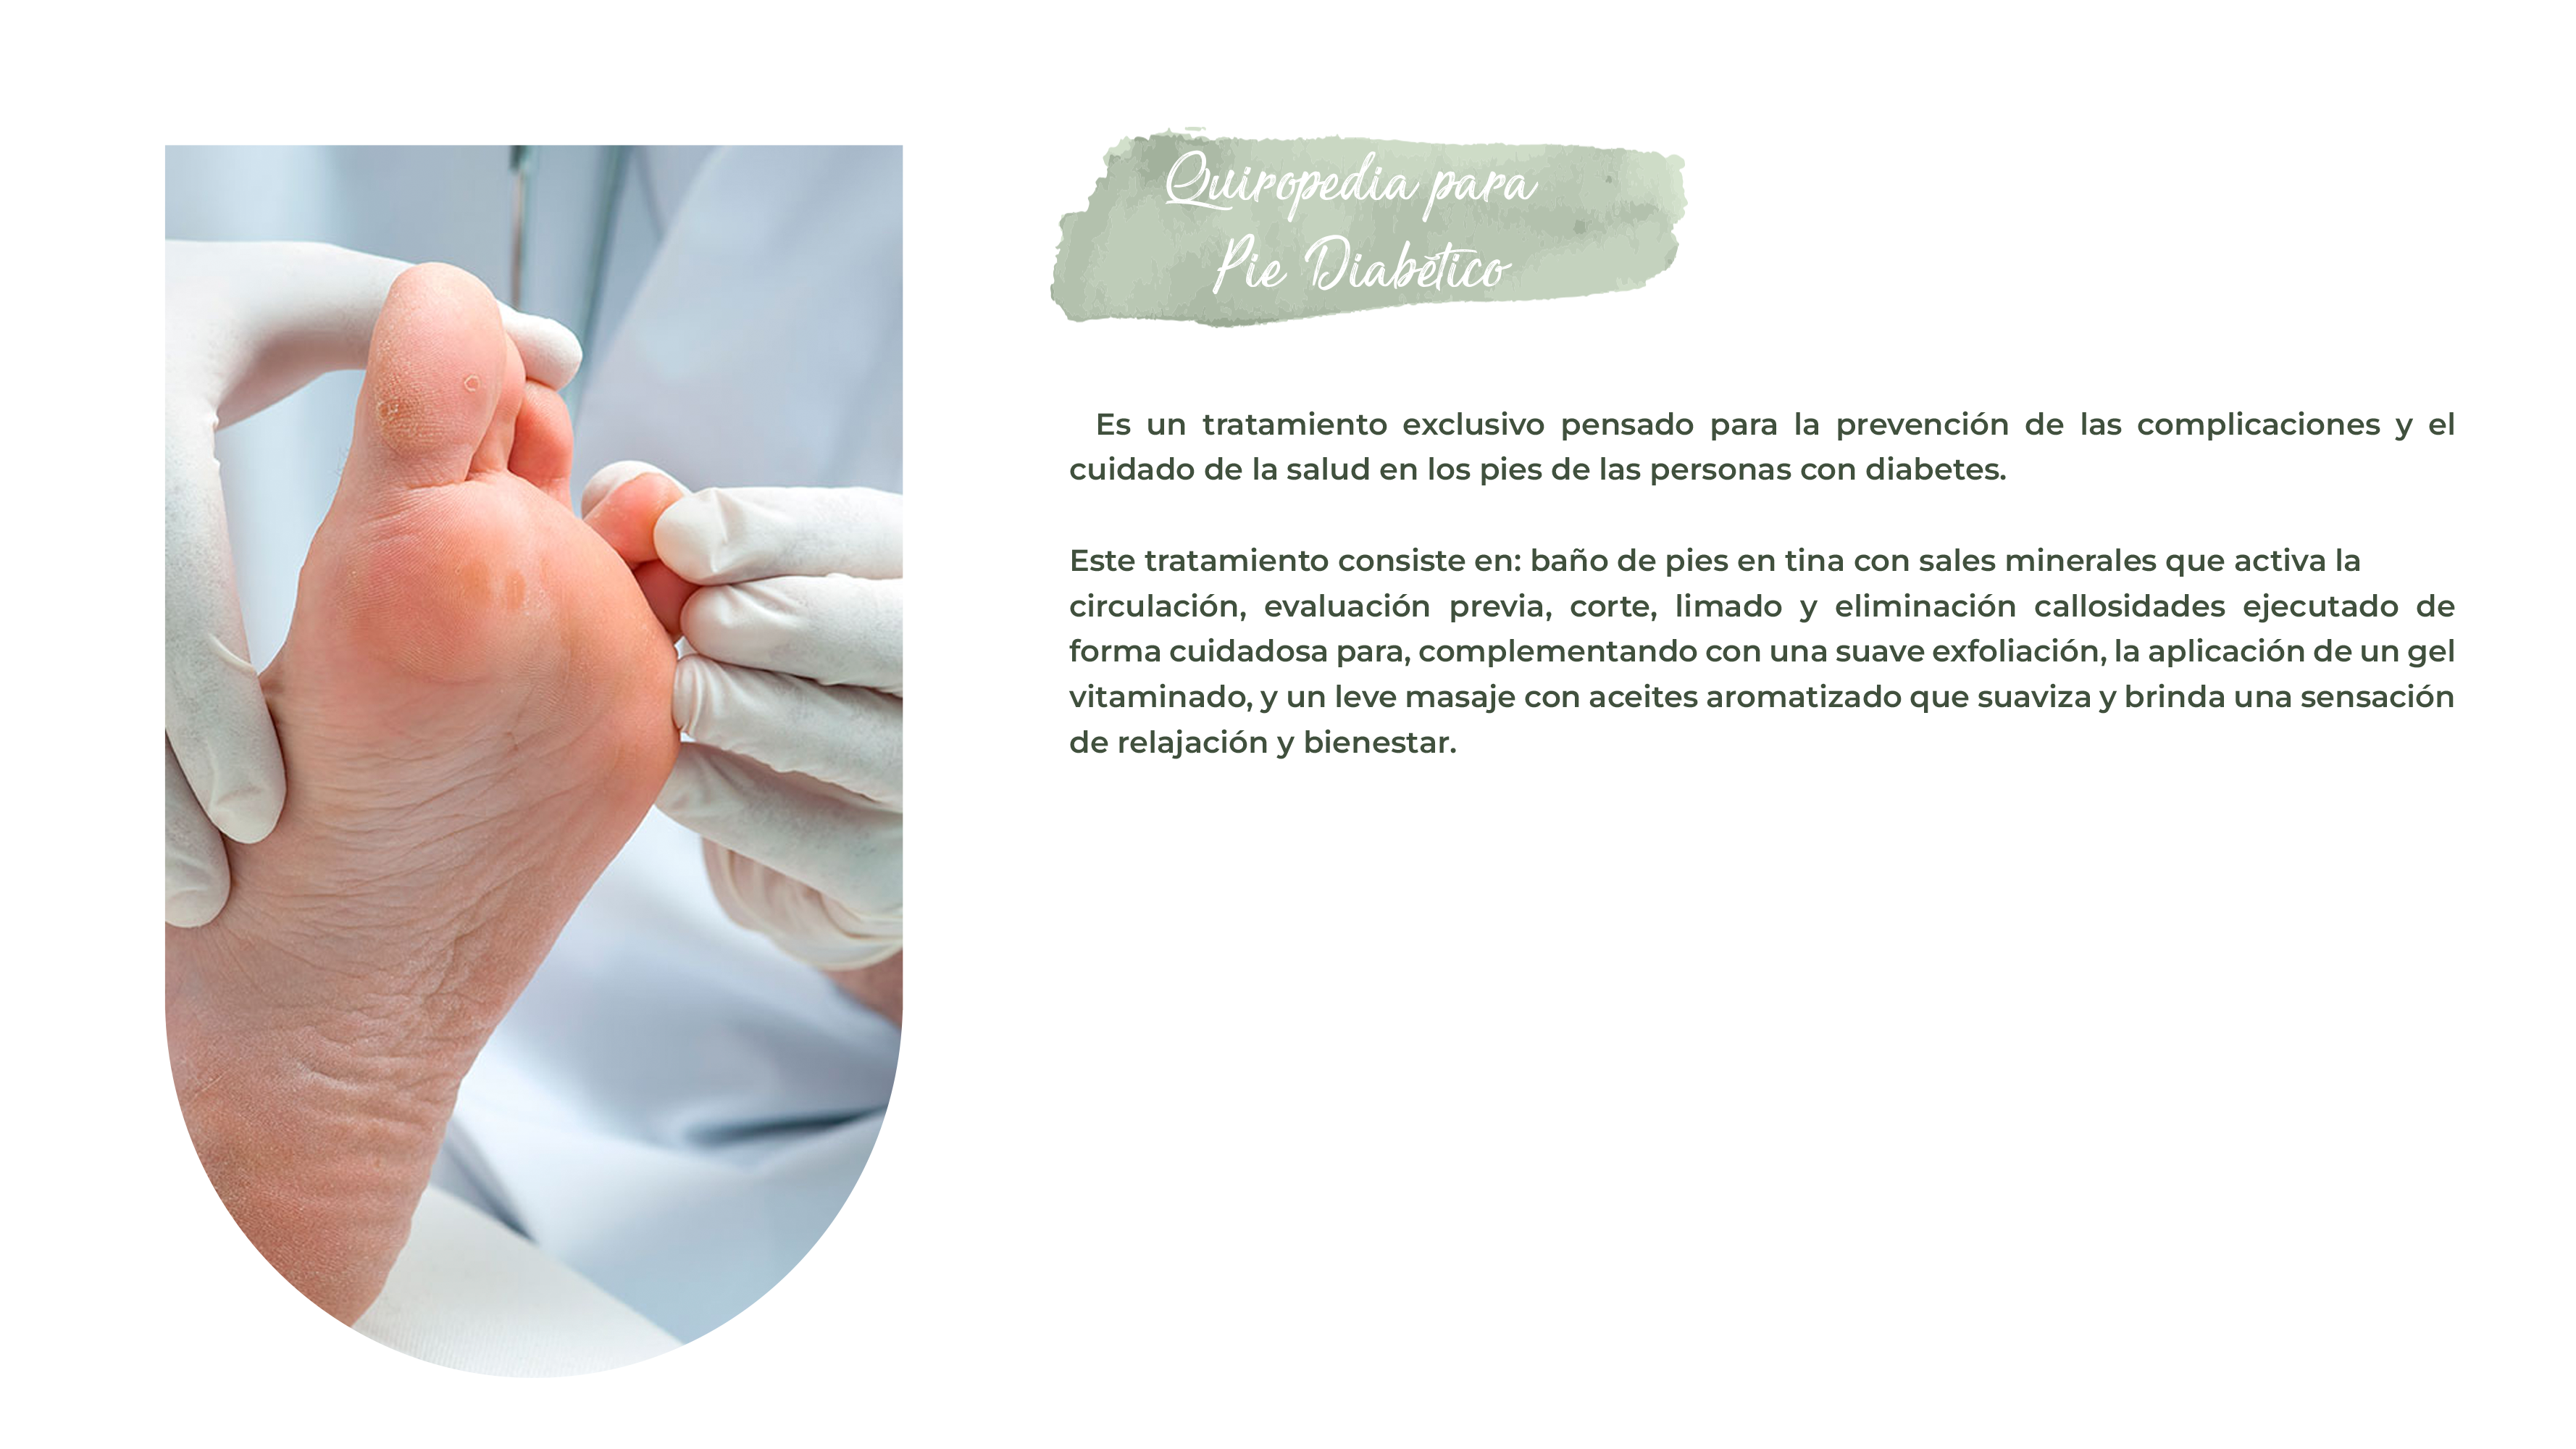 Quiropedia para
Pie Diabético
Es un tratamiento exclusivo pensado para la prevención de las complicaciones y el
cuidado de la salud en los pies de las personas con diabetes.
Este tratamiento consiste en: baño de pies en tina con sales minerales que activa la
circulación, evaluación previa, corte, limado y eliminación callosidades ejecutado de
forma cuidadosa para, complementando con una suave exfoliación, la aplicación de un gel
vitaminado, y un leve masaje con aceites aromatizado que suaviza y brinda una sensación
de relajación y bienestar.